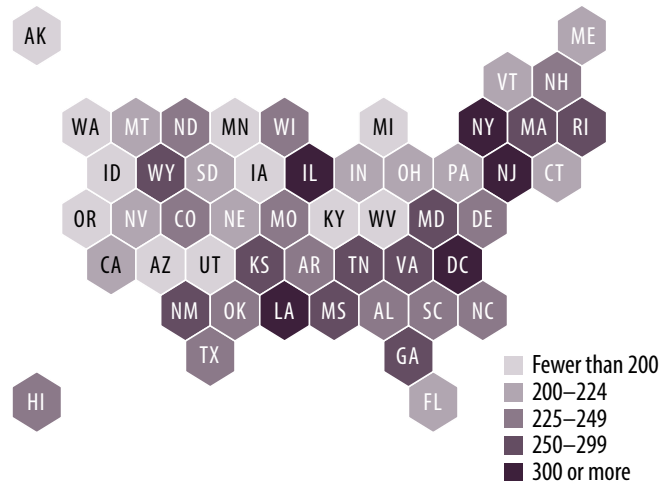 AK
ME
VT NH
WA MT ND MN WI MI NY MA RI
ID WY SD IA IL IN OH PA NJ CT
OR NV CO NE MO KY WV MD DE
CA AZ UT KS AR TN VA DC
NM OK LA MS AL SC NC
TX GA
HI FL
Fewer than 200
200–224
225–249
250–299
300 or more